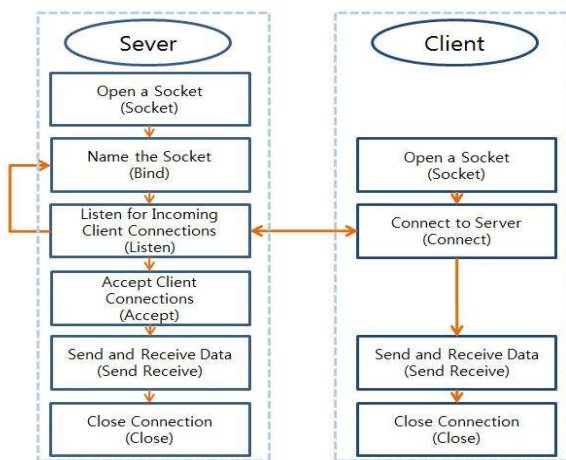 Sever
Open a Socket
(Socket)
Name the Socket
(Bind)
Listen for Incoming
Client Connections
(Listen)
Accept Client
Connections
(Accept)
Send and Receive Data
(Send Receive)
Close Connection
(Close)
Client
Open a Socket
(Socket)
Connect to Server
(Connect)
Send and Receive Data
(Send Receive)
Close Connection
(Close)